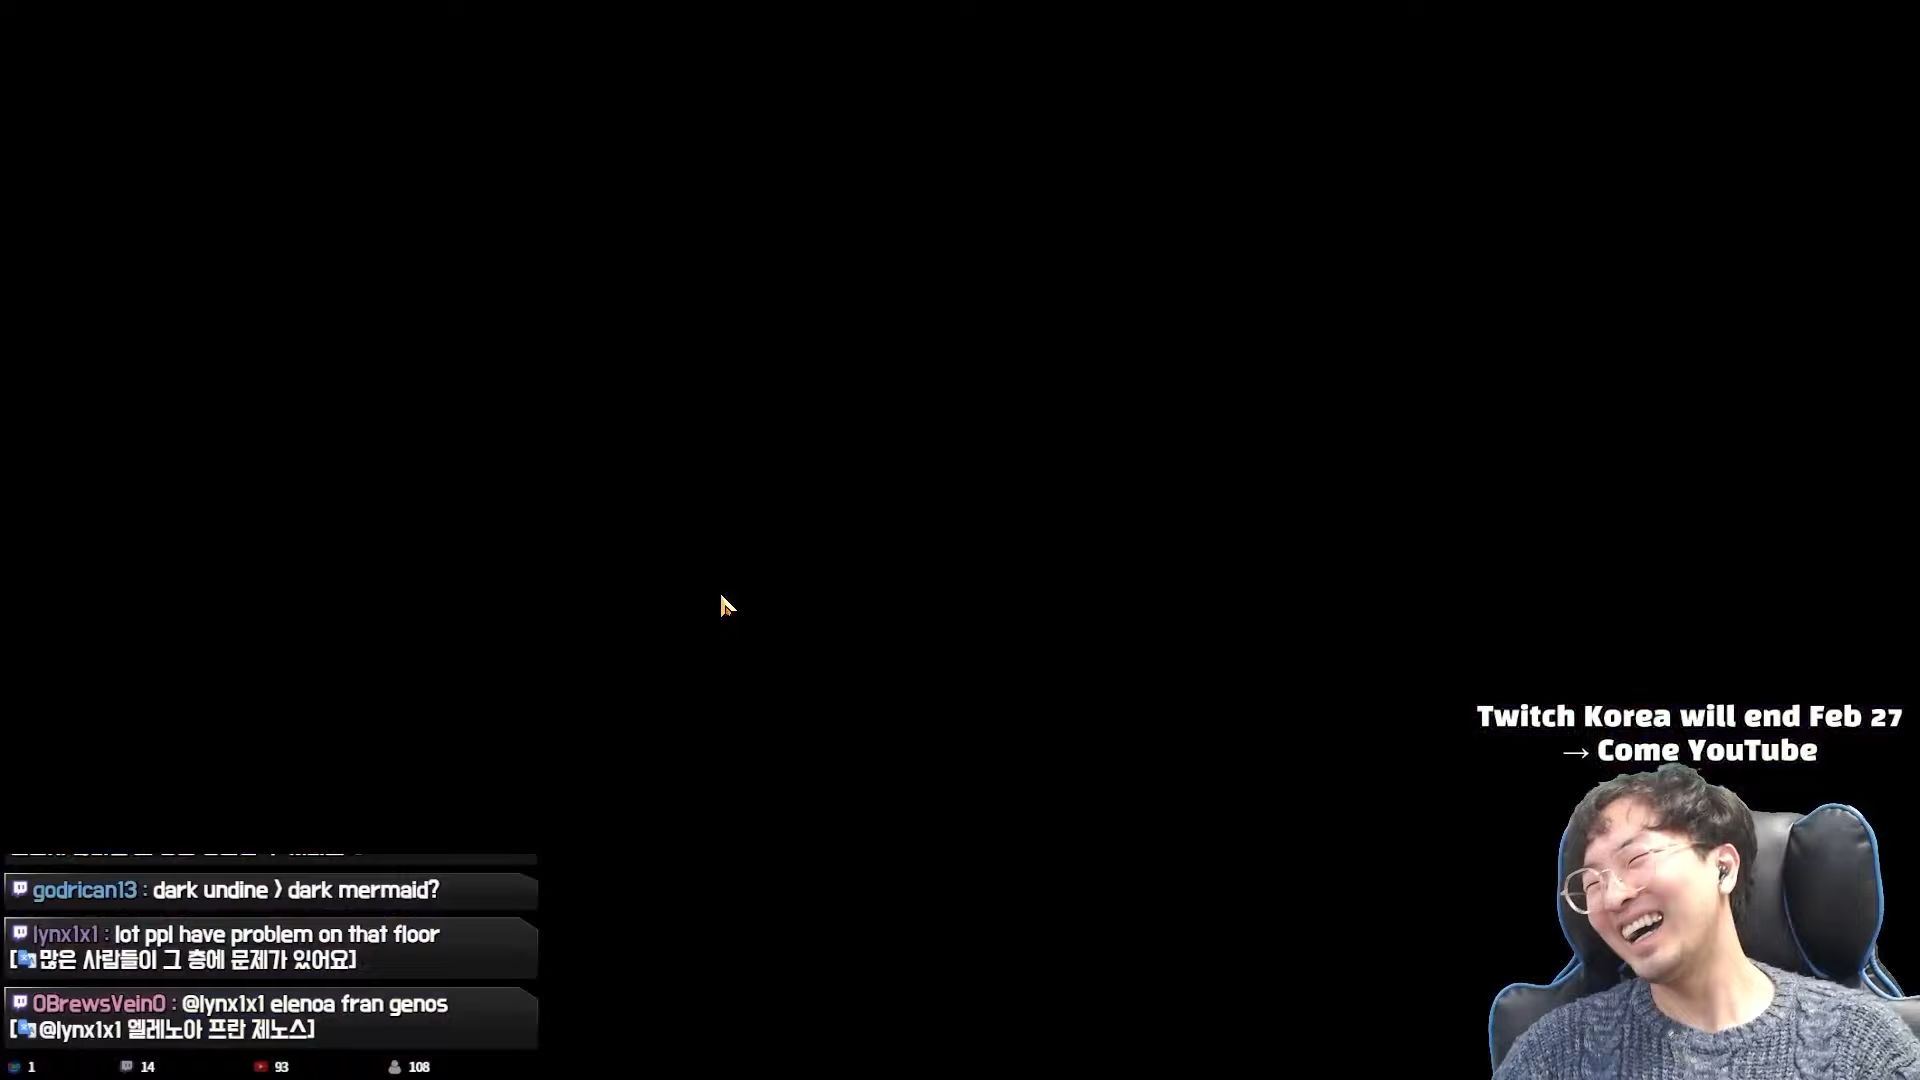 Twitch Korea will end Feb 27
→ Come YouTube
godrican13 : dark undine > dark mermaid?
lynx1x1 : lot ppl have problem on that floor
[많은 사람들이 그 층에 문제가 있어요]
0BrewsVein0 : @lynx1x1 elenoa fran genos
[@lynx1x1 엘레노아 프란 제노스]
1 14 93 108